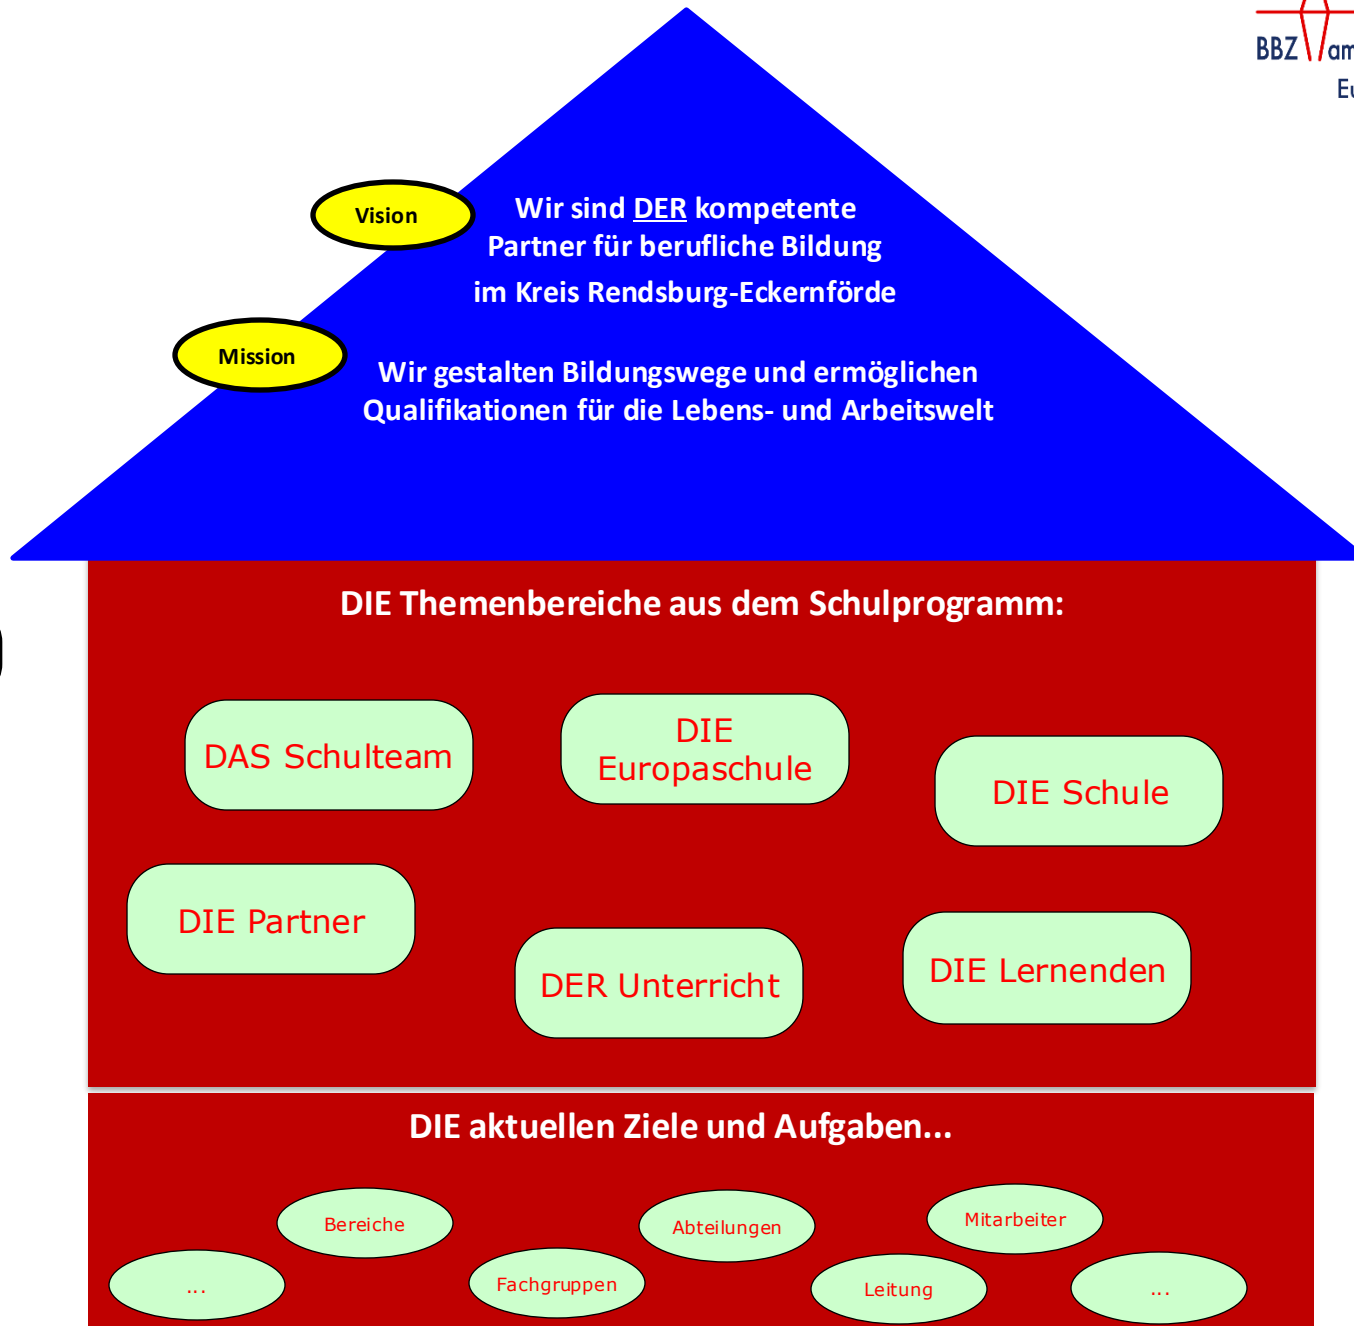 BBZ am
Vision
Wir sind DER kompetente
Partner für berufliche Bildung
im Kreis Rendsburg-Eckernförde
Mission
Wir gestalten Bildungswege und ermöglichen
Qualifikationen für die Lebens- und Arbeitswelt
DIE Themenbereiche aus dem Schulprogramm:
DAS Schulteam
DIE
Europaschule
DIE Schule
DIE Partner
DER Unterricht
DIE Lernenden
DIE aktuellen Ziele und Aufgaben...
Bereiche
Abteilungen
Mitarbeiter
...
Fachgruppen
Leitung
...